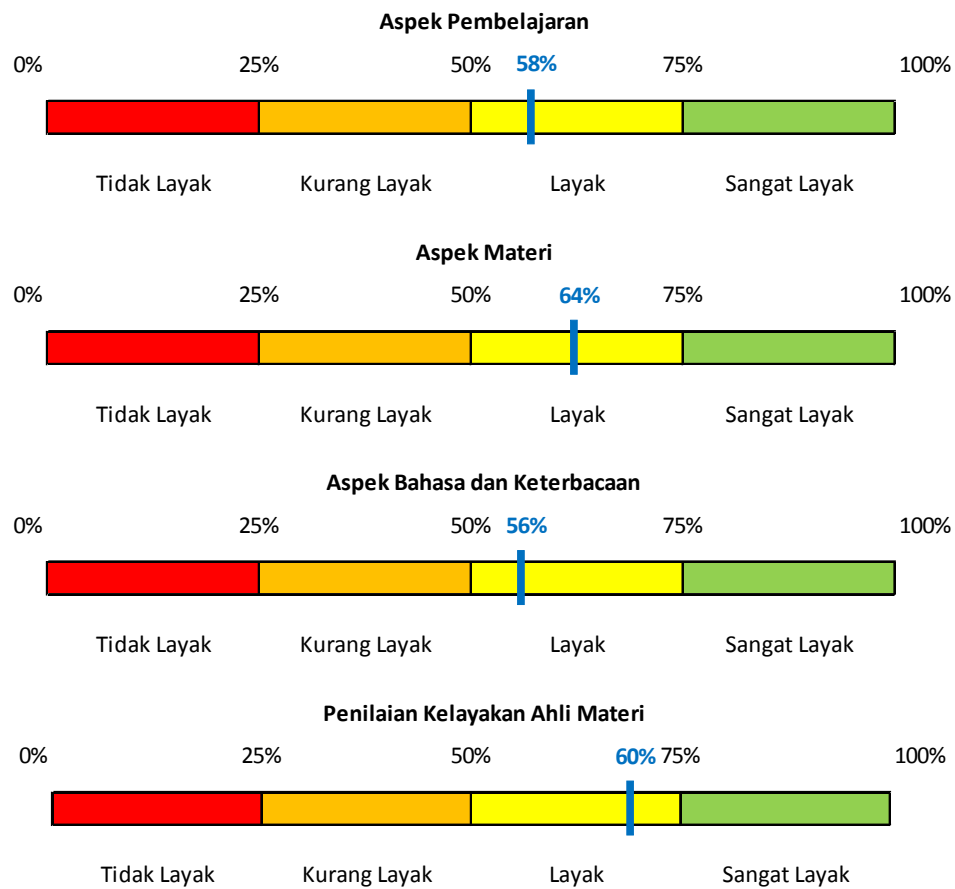 Aspek Pembelajaran
0% 25% 50% 58% 75% 100%
Tidak Layak Kurang Layak Layak Sangat Layak
Aspek Materi
0% 25% 50% 64% 75% 100%
Tidak Layak Kurang Layak Layak Sangat Layak
Aspek Bahasa dan Keterbacaan
0% 25% 50% 56% 75% 100%
Tidak Layak Kurang Layak Layak Sangat Layak
Penilaian Kelayakan Ahli Materi
0% 25% 50% 60% 75% 100%
Tidak Layak Kurang Layak Layak Sangat Layak